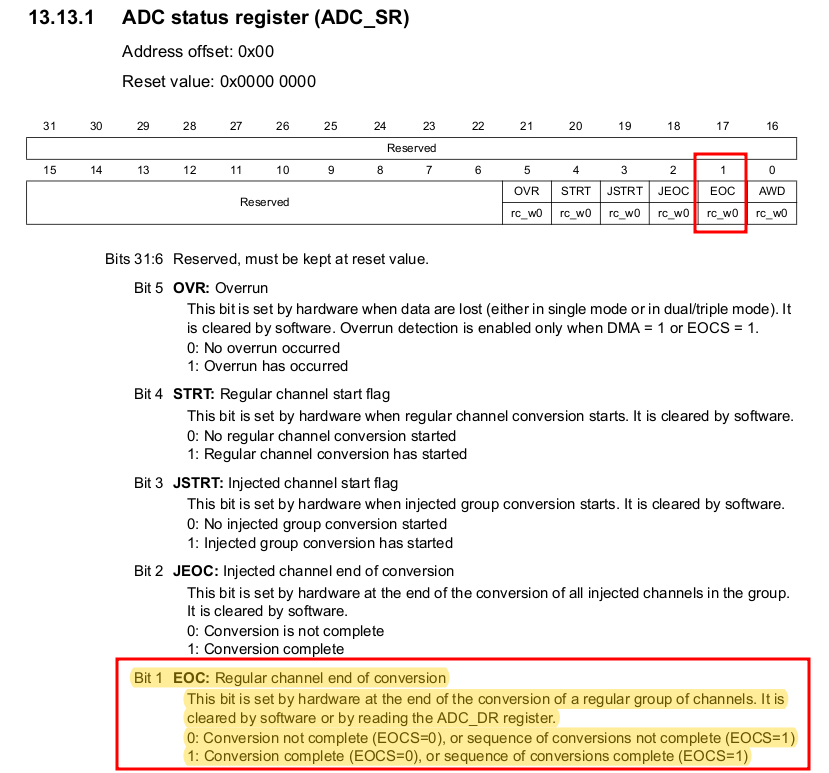 13.13.1 ADC status register (ADC_SR)
Address offset: 0x00
Reset value: 0x0000 0000
31 30 29 28 27 26 25 24 23 22 21 20 19 18 17 16
Reserved
15 14 13 12 11 10 9 8 7 6 5 4 3 2 1 0
Reserved OVR STRT JSTRT JEOC EOC AWD
rc_w0 rc_w0 rc_w0 rc_w0 rc_w0 rc_w0
Bits 31:6 Reserved, must be kept at reset value.
Bit 5 OVR: Overrun
This bit is set by hardware when data are lost (either in single mode or in dual/triple mode). It
is cleared by software. Overrun detection is enabled only when DMA = 1 or EOCS = 1.
0: No overrun occurred
1: Overrun has occurred
Bit 4 STRT: Regular channel start flag
This bit is set by hardware when regular channel conversion starts. It is cleared by software.
0: No regular channel conversion started
1: Regular channel conversion has started
Bit 3 JSTRT: Injected channel start flag
This bit is set by hardware when injected group conversion starts. It is cleared by software.
0: No injected group conversion started
1: Injected group conversion has started
Bit 2 JEOC: Injected channel end of conversion
This bit is set by hardware at the end of the conversion of all injected channels in the group.
It is cleared by software.
0: Conversion is not complete
1: Conversion complete
Bit 1 EOC: Regular channel end of conversion
This bit is set by hardware at the end of the conversion of a regular group of channels. It is
cleared by software or by reading the ADC_DR register.
0: Conversion not complete (EOCS=0), or sequence of conversions not complete (EOCS=1)
1: Conversion complete (EOCS=0), or sequence of conversions complete (EOCS=1)